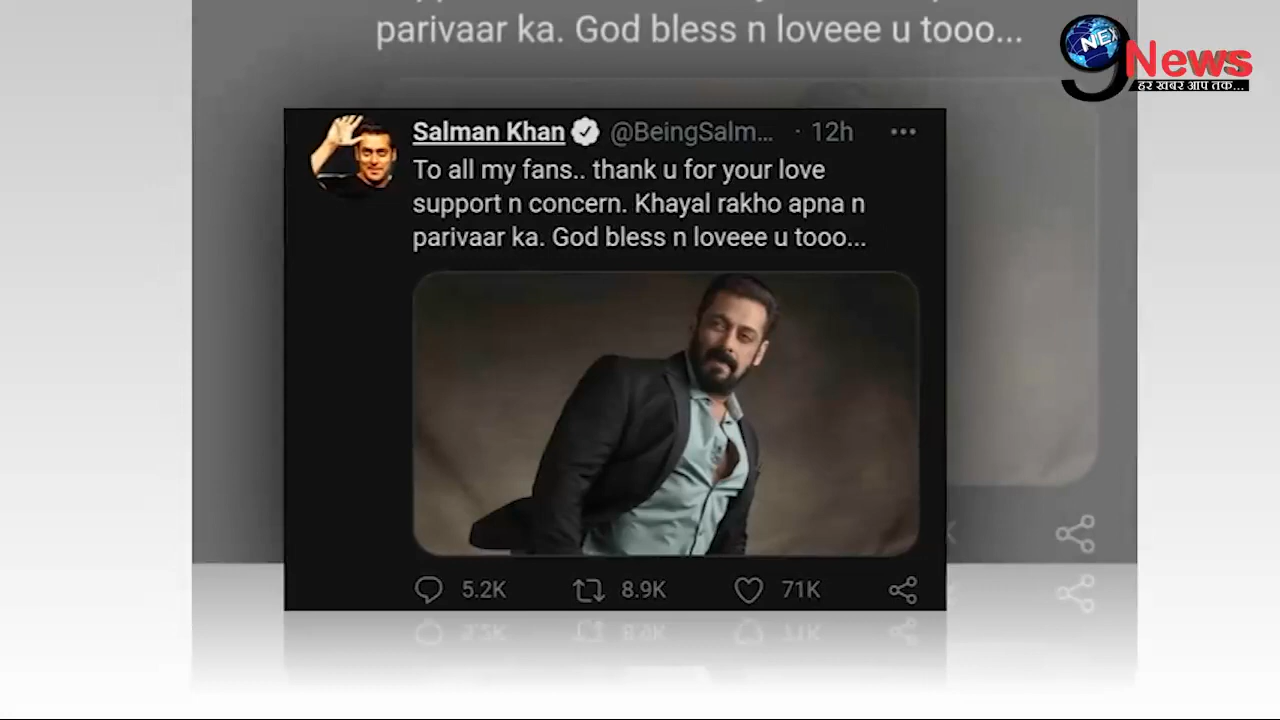 parivaar ka. God bless n loveee u tooo...
NEX
9 News
हर खबर आप तक...
Salman Khan @BeingSalm... · 12h
To all my fans.. thank u for your love
support n concern. Khayal rakho apna n
parivaar ka. God bless n loveee u tooo...
5.2K 8.9K 71K